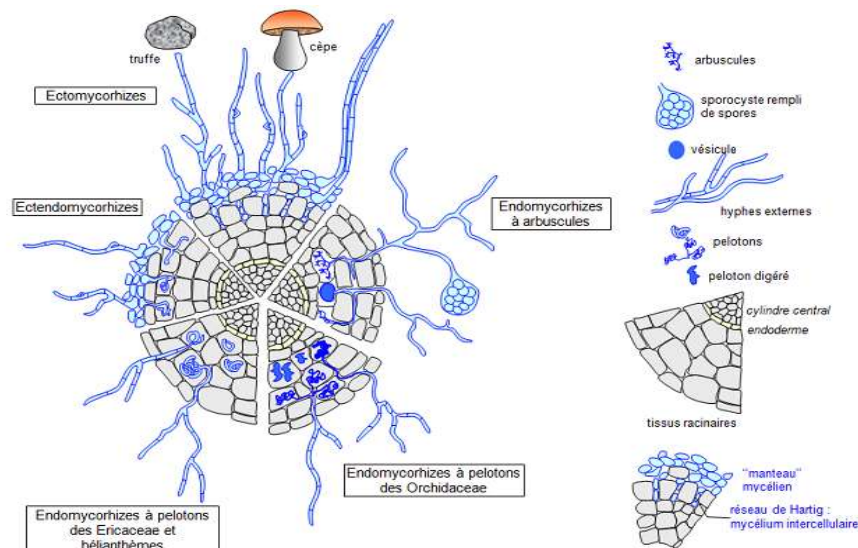 truffe
cèpe
Ectomycorhizes
Ectendomycorhizes
Endomycorhizes
à arbuscules
Endomycorhizes à pelotons
des Orchidaceae
Endomycorhizes à pelotons
des Ericaceae et
hélianthèmes
arbuscules
sporocyste rempli
de spores
vésicule
hyphes externes
pelotons
peloton digéré
cylindre central
endoderme
tissus racinaires
"manteau"
mycélien
réseau de Hartig :
mycélium intercellulaire